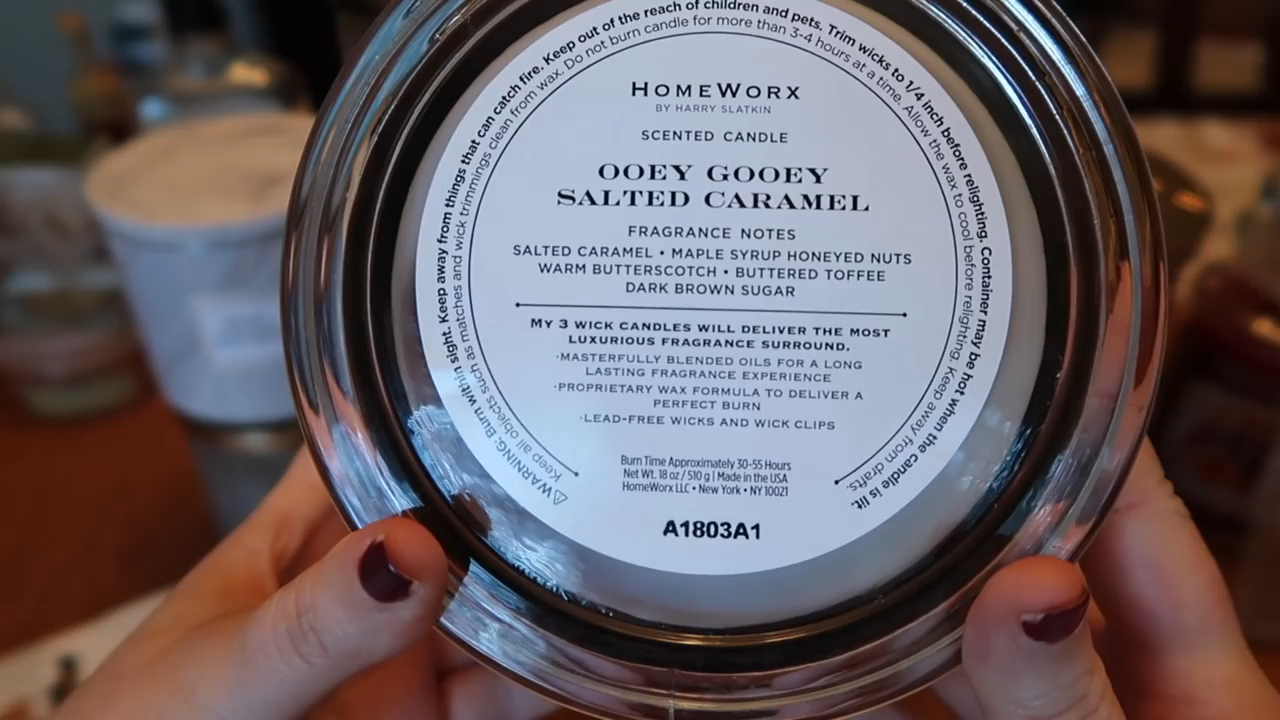 ⚠WARNING: Burn within sight. Keep away from things that can catch fire. Keep out of the reach of children and pets. Trim wicks to 1/4 inch before relighting. Container may be hot when the candle is lit.
Keep all objects such as matches and wick trimmings clean from wax. Do not burn candle for more than 3-4 hours at a time. Allow the wax to cool before relighting. Keep away from drafts.
HOMEWORX
BY HARRY SLATKIN
SCENTED CANDLE
OOEY GOOEY
SALTED CARAMEL
FRAGRANCE NOTES
SALTED CARAMEL • MAPLE SYRUP HONEYED NUTS
WARM BUTTERSCOTCH • BUTTERED TOFFEE
DARK BROWN SUGAR
MY 3 WICK CANDLES WILL DELIVER THE MOST
LUXURIOUS FRAGRANCE SURROUND.
·MASTERFULLY BLENDED OILS FOR A LONG
LASTING FRAGRANCE EXPERIENCE
·PROPRIETARY WAX FORMULA TO DELIVER A
PERFECT BURN
·LEAD-FREE WICKS AND WICK CLIPS
Burn Time Approximately 30-55 Hours
Net Wt. 18 oz / 510 g | Made in the USA
HomeWorx LLC • New York • NY 10021
A1803A1